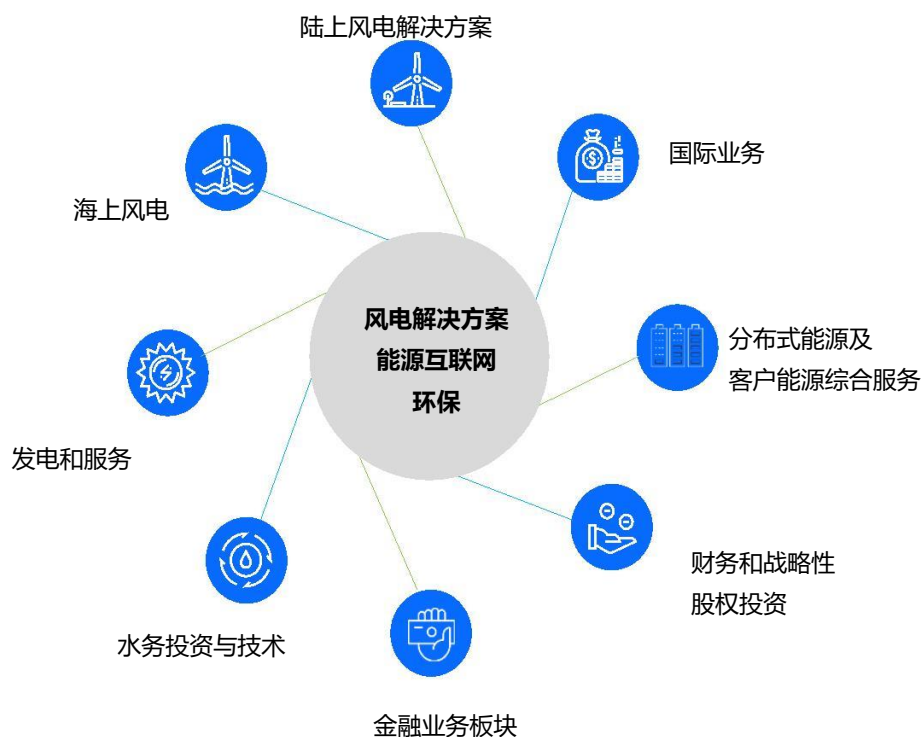 陆上风电解决方案
国际业务
海上风电
风电解决方案
能源互联网
环保
分布式能源及
客户能源综合服务
发电和服务
财务和战略性
股权投资
水务投资与技术
金融业务板块